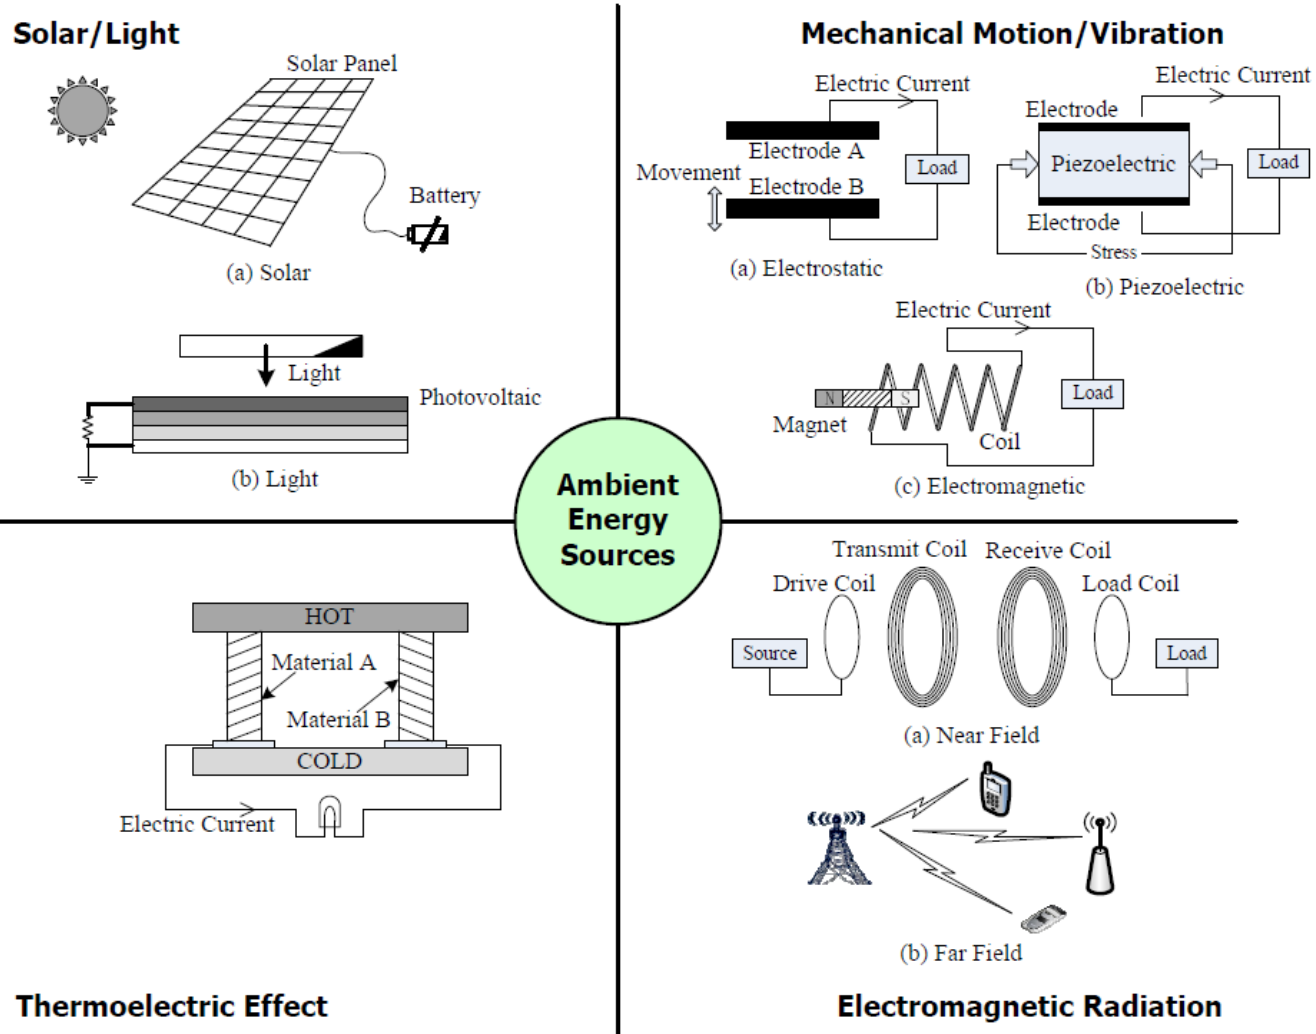 Solar/Light
Solar Panel
Battery
(a) Solar
Light
Photovoltaic
(b) Light
Mechanical Motion/Vibration
Electric Current
Electrode A
Movement
Electrode B
Load
(a) Electrostatic
Electric Current
Electrode
Piezoelectric
Load
Electrode
Stress
(b) Piezoelectric
Electric Current
N
S
Magnet
Load
Coil
(c) Electromagnetic
Ambient
Energy
Sources
HOT
Material A
Material B
COLD
Electric Current
Thermoelectric Effect
Transmit Coil
Receive Coil
Drive Coil
Load Coil
Source
Load
(a) Near Field
(b) Far Field
Electromagnetic Radiation